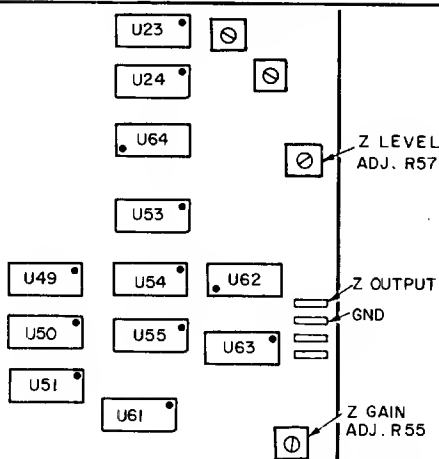 U23
U24
U64
Z LEVEL
ADJ. R57
U53
U49
U54
U62
Z OUTPUT
GND
U50
U55
U63
U51
U61
Z GAIN
ADJ. R55